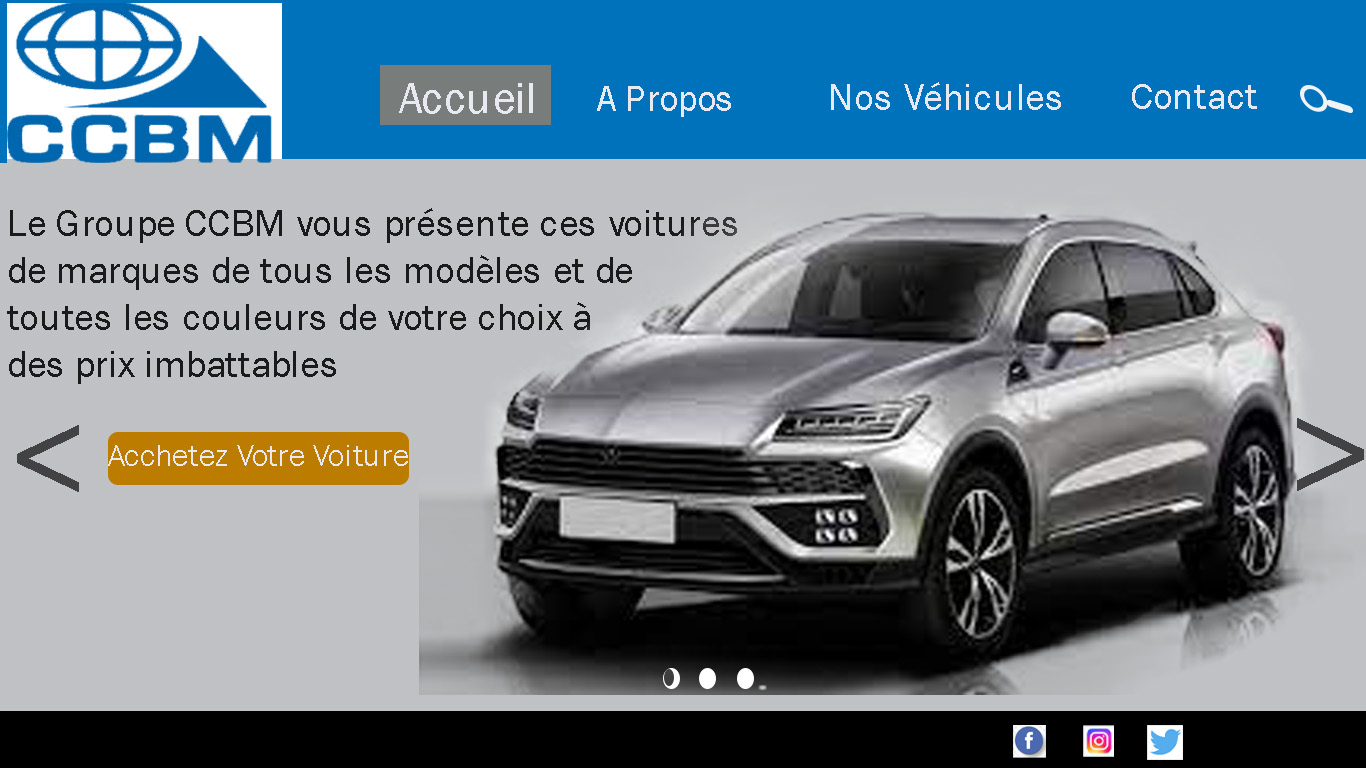 CCBM
Accueil
A Propos
Nos Véhicules
Contact
Le Groupe CCBM vous présente ces voitures
de marques de tous les modèles et de
toutes les couleurs de votre choix à
des prix imbattables
<
Acchetez Votre Voiture
>